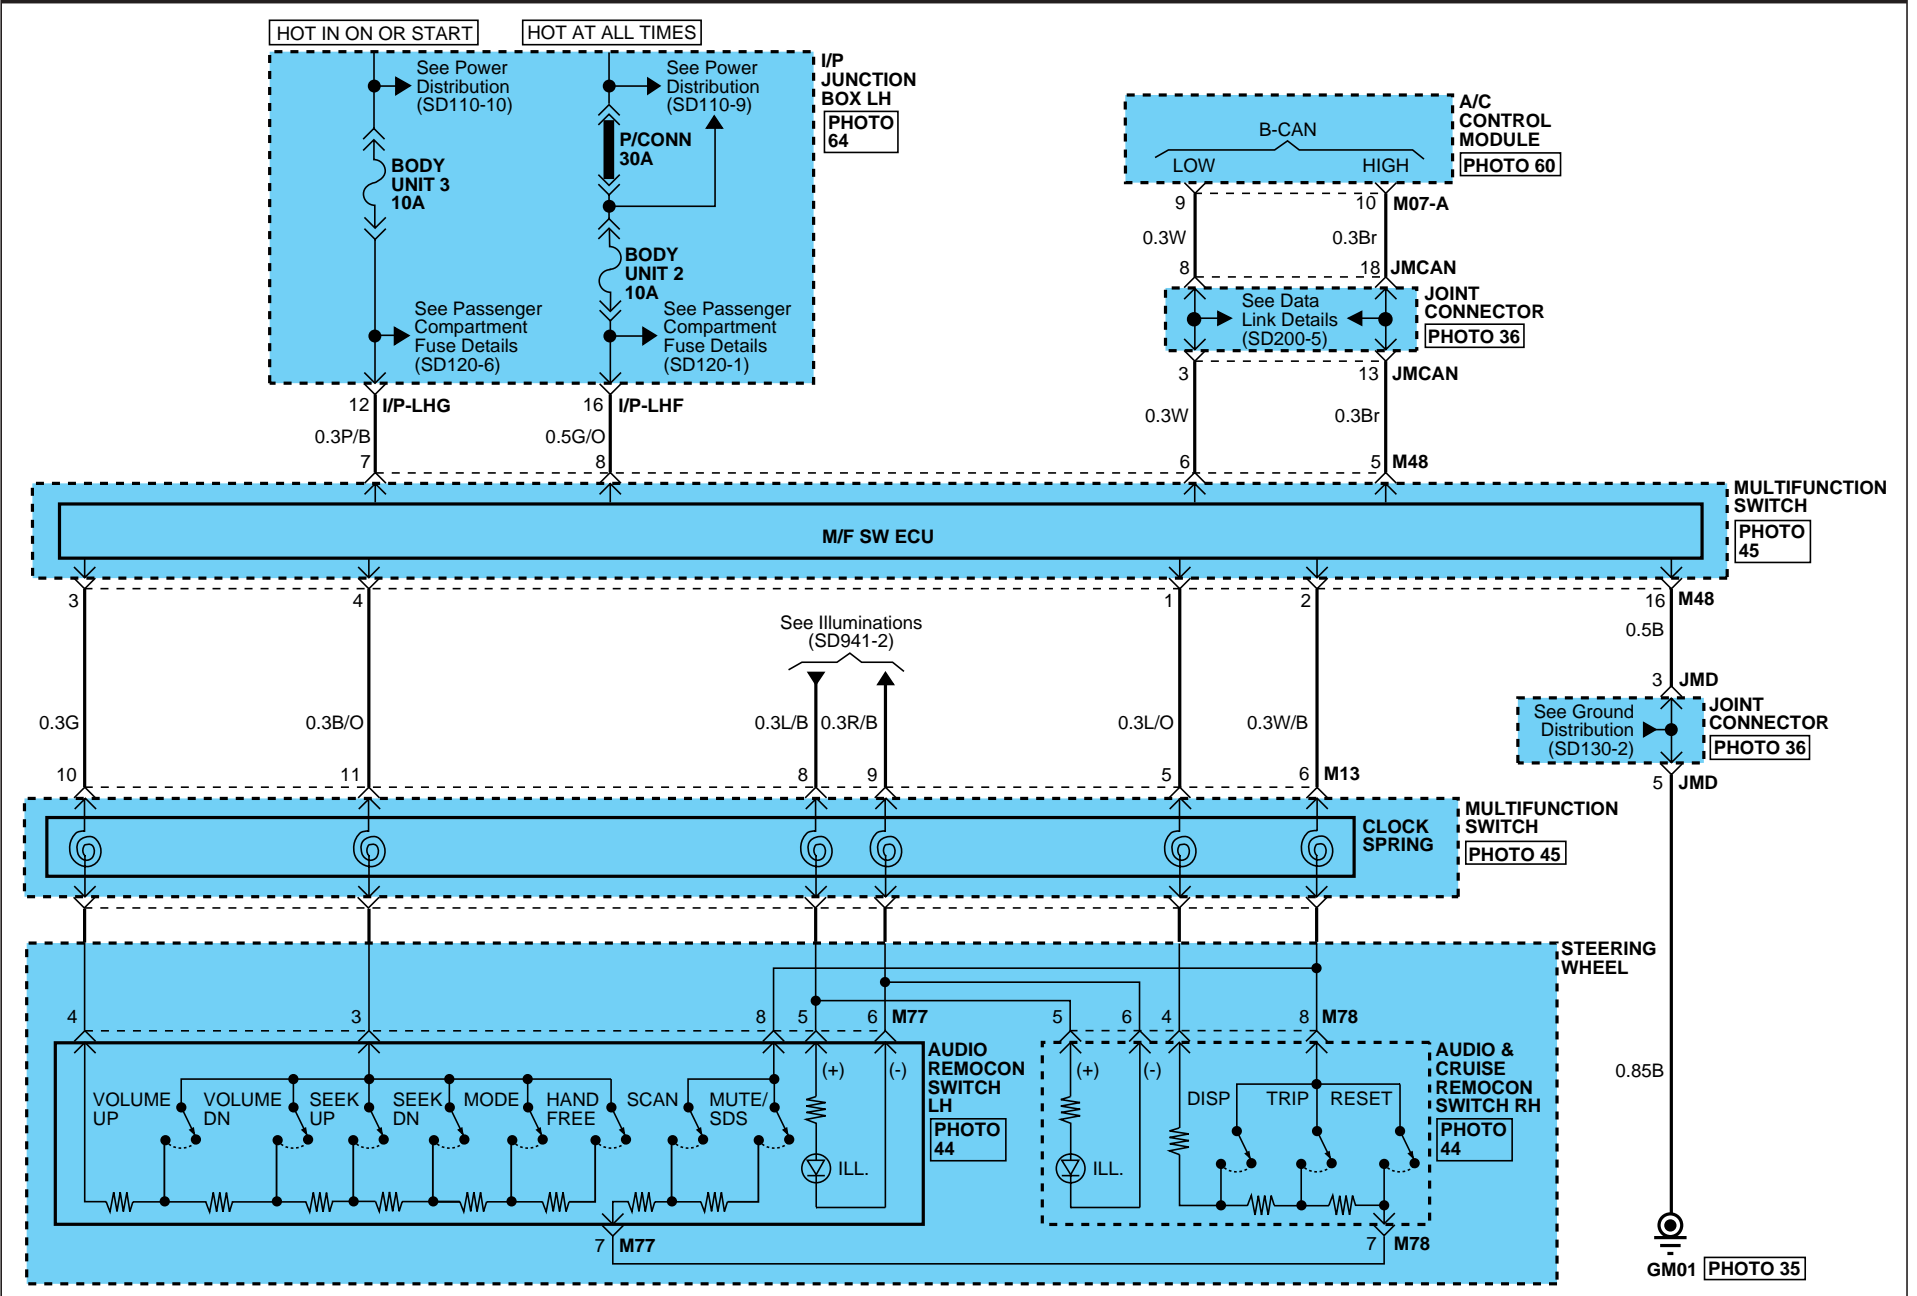 HOT IN ON OR START
HOT AT ALL TIMES
See Power
Distribution
(SD110-10)
See Power
Distribution
(SD110-9)
I/P
JUNCTION
BOX LH
PHOTO
64
P/CONN
30A
BODY
UNIT 3
10A
BODY
UNIT 2
10A
See Passenger
Compartment
Fuse Details
(SD120-6)
See Passenger
Compartment
Fuse Details
(SD120-1)
12 I/P-LHG
16 I/P-LHF
0.3P/B
0.5G/O
7
8
A/C
CONTROL
MODULE
PHOTO 60
B-CAN
LOW
HIGH
9
10 M07-A
0.3W
0.3Br
8
18 JMCAN
See Data
Link Details
(SD200-5)
JOINT
CONNECTOR
PHOTO 36
3
13 JMCAN
0.3W
0.3Br
6
5 M48
M/F SW ECU
MULTIFUNCTION
SWITCH
PHOTO
45
3
4
1
2
16 M48
See Illuminations
(SD941-2)
0.5B
3 JMD
See Ground
Distribution
(SD130-2)
JOINT
CONNECTOR
PHOTO 36
5 JMD
0.3G
0.3B/O
0.3L/B
0.3R/B
0.3L/O
0.3W/B
10
11
8
9
5
6 M13
CLOCK
SPRING
MULTIFUNCTION
SWITCH
PHOTO 45
STEERING
WHEEL
4
3
8
5
6 M77
5
6
4
8 M78
(+)
(-)
(+)
(-)
AUDIO
REMOCON
SWITCH
LH
PHOTO
44
AUDIO &
CRUISE
REMOCON
SWITCH RH
PHOTO
44
VOLUME
UP
VOLUME
DN
SEEK
UP
SEEK
DN
MODE
HAND
FREE
SCAN
MUTE/
SDS
ILL.
DISP
TRIP
RESET
ILL.
7 M77
7 M78
0.85B
GM01 PHOTO 35